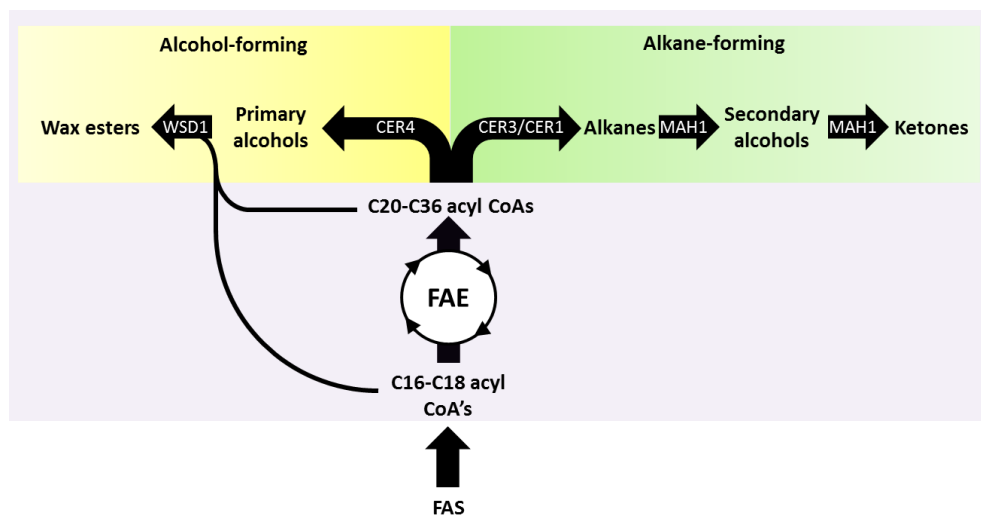 Alcohol-forming
Alkane-forming
Wax esters
WSD1
Primary
alcohols
CER4
CER3/CER1
Alkanes
MAH1
Secondary
alcohols
MAH1
Ketones
C20-C36 acyl CoAs
FAE
C16-C18 acyl
CoA's
FAS